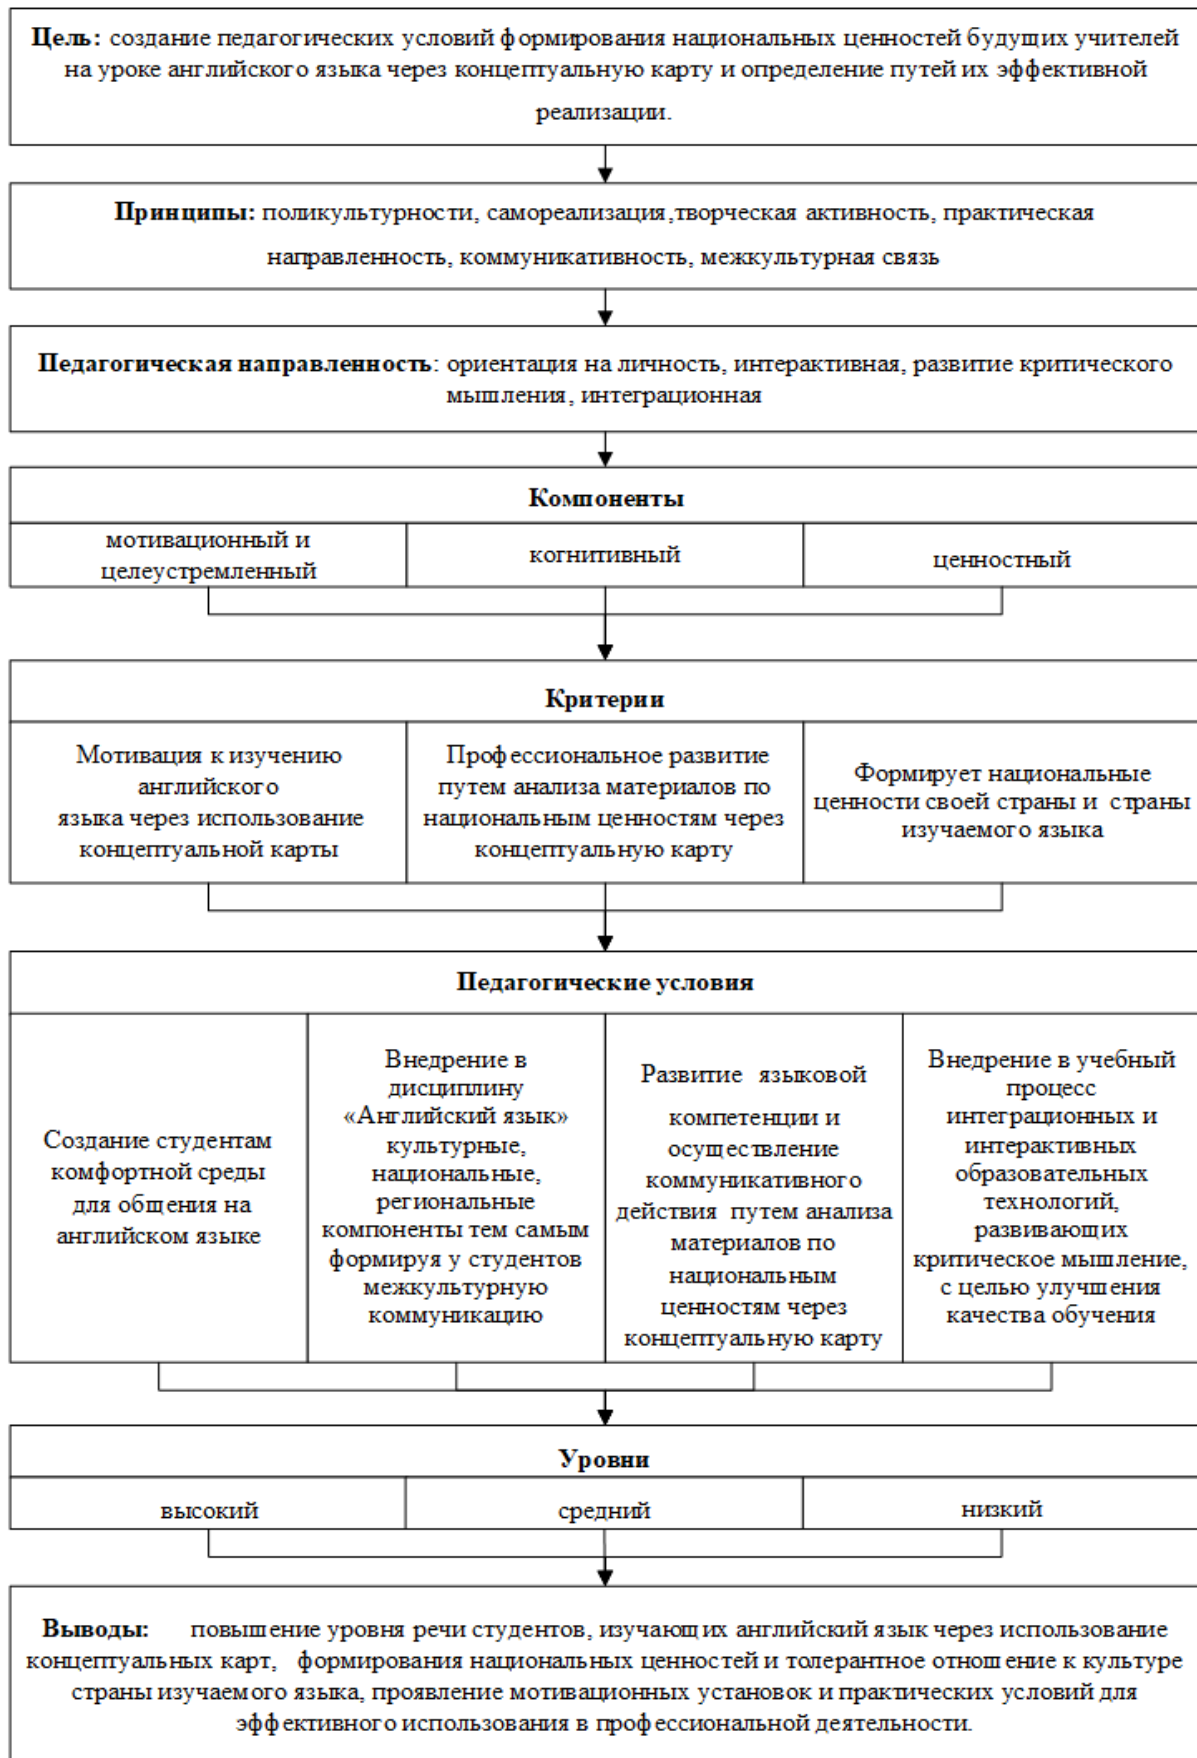 Цель: создание педагогических условий формирования национальных ценностей будущих учителей
на уроке английского языка через концептуальную карту и определение путей их эффективной
реализации.
Принципы: поликультурности, самореализация,творческая активность, практическая
направленность, коммуникативность, межкультурная связь
Педагогическая направленность: ориентация на личность, интерактивная, развитие критического
мышления, интеграционная
Компоненты
мотивационный и
целеустремленный
когнитивный
ценностный
Критерии
Мотивация к изучению
английского
языка через использование
концептуальной карты
Профессиональное развитие
путем анализа материалов по
национальным ценностям через
концептуальную карту
Формирует национальные
ценности своей страны и страны
изучаемого языка
Педагогические условия
Создание студентам
комфортной среды
для общения на
английском языке
Внедрение в
дисциплину
«Английский язык»
культурные,
национальные,
региональные
компоненты тем самым
формируя у студентов
межкультурную
коммуникацию
Развитие языковой
компетенции и
осуществление
коммуникативного
действия путем анализа
материалов по
национальным
ценностям через
концептуальную карту
Внедрение в учебный
процесс
интеграционных и
интерактивных
образовательных
технологий,
развивающих
критическое мышление,
с целью улучшения
качества обучения
Уровни
высокий
средний
низкий
Выводы: повышение уровня речи студентов, изучающих английский язык через использование
концептуальных карт, формирования национальных ценностей и толерантное отношение к культуре
страны изучаемого языка, проявление мотивационных установок и практических условий для
эффективного использования в профессиональной деятельности.